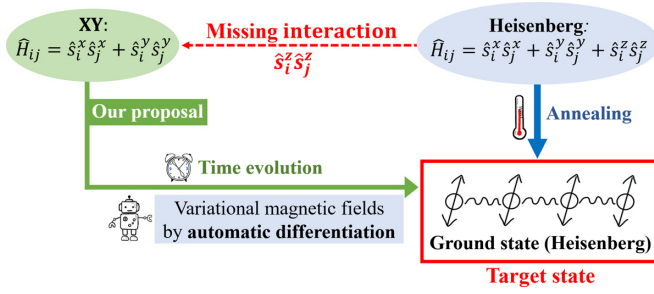 XY:
Ĥᵢⱼ = ŝᵢˣŝⱼˣ + ŝᵢʸŝⱼʸ
Missing interaction
ŝᵢᶻŝⱼᶻ
Heisenberg:
Ĥᵢⱼ = ŝᵢˣŝⱼˣ + ŝᵢʸŝⱼʸ + ŝᵢᶻŝⱼᶻ
Our proposal
Annealing
Time evolution
Variational magnetic fields
by automatic differentiation
Ground state (Heisenberg)
Target state